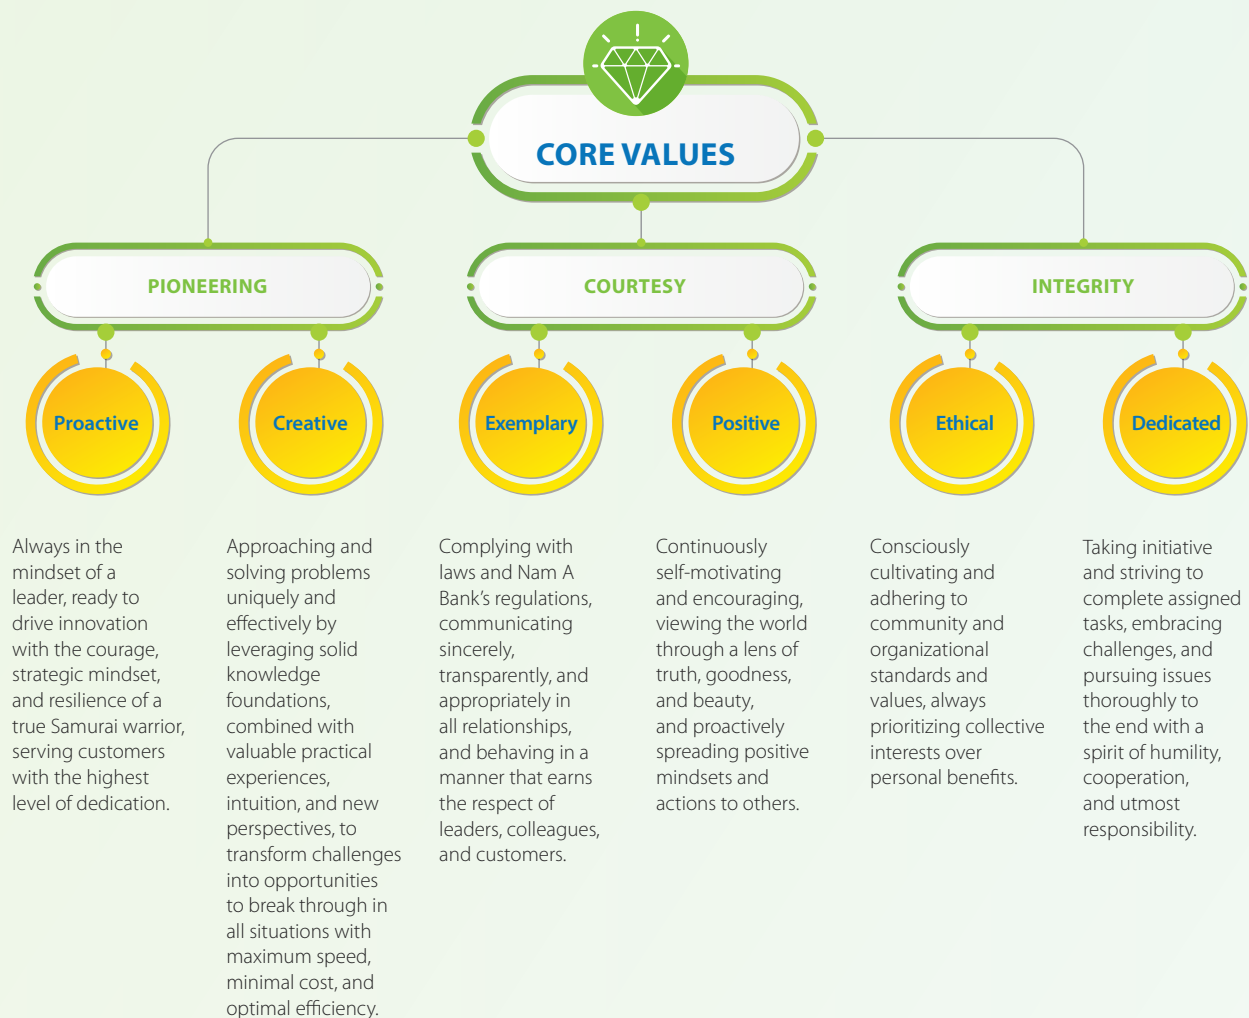 CORE VALUES
PIONEERING
COURTESY
INTEGRITY
Proactive
Creative
Exemplary
Positive
Ethical
Dedicated
Always in the
mindset of a
leader, ready to
drive innovation
with the courage,
strategic mindset,
and resilience of a
true Samurai warrior,
serving customers
with the highest
level of dedication.
Approaching and
solving problems
uniquely and
effectively by
leveraging solid
knowledge
foundations,
combined with
valuable practical
experiences,
intuition, and new
perspectives, to
transform challenges
into opportunities
to break through in
all situations with
maximum speed,
minimal cost, and
optimal efficiency.
Complying with
laws and Nam A
Bank's regulations,
communicating
sincerely,
transparently, and
appropriately in
all relationships,
and behaving in a
manner that earns
the respect of
leaders, colleagues,
and customers.
Continuously
self-motivating
and encouraging,
viewing the world
through a lens of
truth, goodness,
and beauty,
and proactively
spreading positive
mindsets and
actions to others.
Consciously
cultivating and
adhering to
community and
organizational
standards and
values, always
prioritizing collective
interests over
personal benefits.
Taking initiative
and striving to
complete assigned
tasks, embracing
challenges, and
pursuing issues
thoroughly to
the end with a
spirit of humility,
cooperation,
and utmost
responsibility.